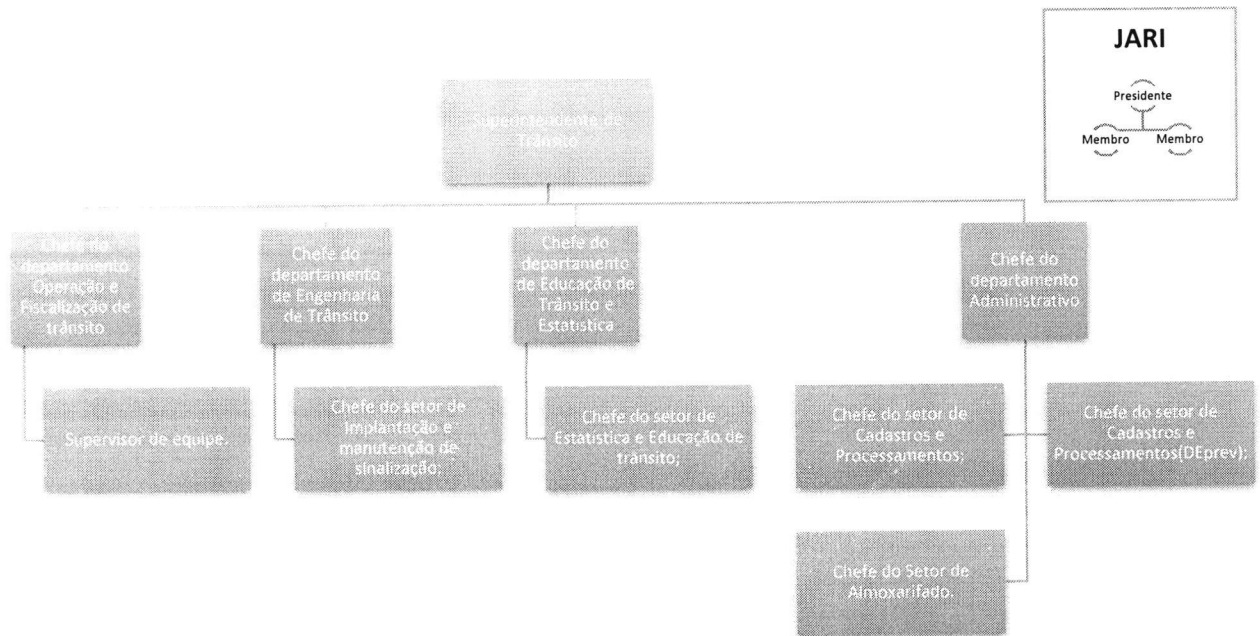 JARI
Presidente
Membro
Membro
Superintendente de
Trânsito
Chefe do
departamento
Operação e
Fiscalização de
trânsito
Chefe do
departamento
de Engenharia
de Trânsito
Chefe do
departamento
de Educação de
Trânsito e
Estatística
Chefe do
departamento
Administrativo
Supervisor de equipe.
Chefe do setor de
Implantação e
manutenção de
sinalização;
Chefe do setor de
Estatística e Educação de
trânsito;
Chefe do setor de
Cadastros e
Processamentos;
Chefe do setor de
Cadastros e
Processamentos(DEprev);
Chefe do Setor de
Almoxarifado.